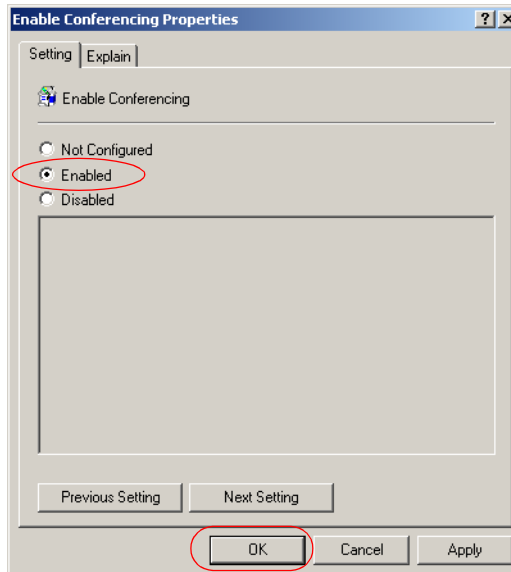 Enable Conferencing Properties
Setting Explain
Enable Conferencing
Not Configured
Enabled
Disabled
Previous Setting Next Setting
OK Cancel Apply